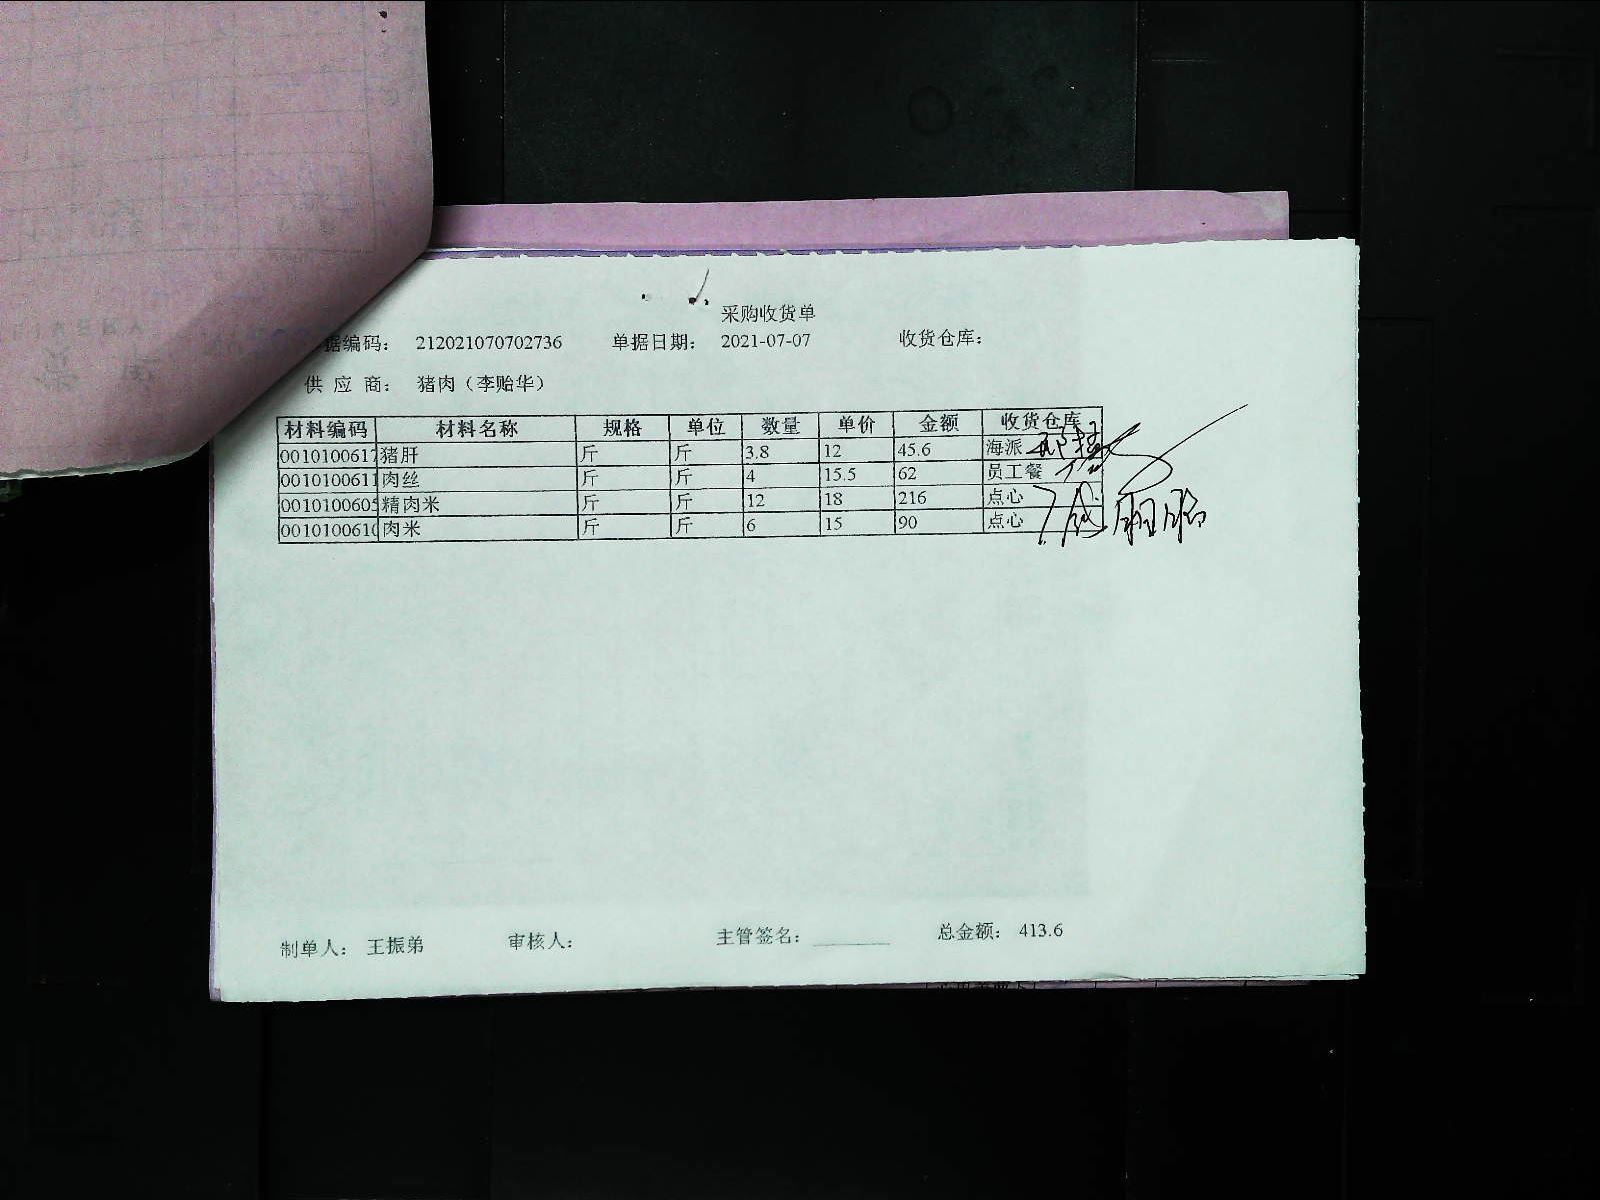 采购收货单
据编码: 212021070702736 单据日期: 2021-07-07 收货仓库:
供 应 商: 猪肉（李贻华）
材料编码 材料名称 规格 单位 数量 单价 金额 收货仓库
0010100617 猪肝 斤 斤 3.8 12 45.6 海派
0010100611 肉丝 斤 斤 4 15.5 62 员工餐
0010100605 精肉米 斤 斤 12 18 216 点心
0010100610 肉米 斤 斤 6 15 90 点心
制单人: 王振弟 审核人: 主管签名: 总金额: 413.6